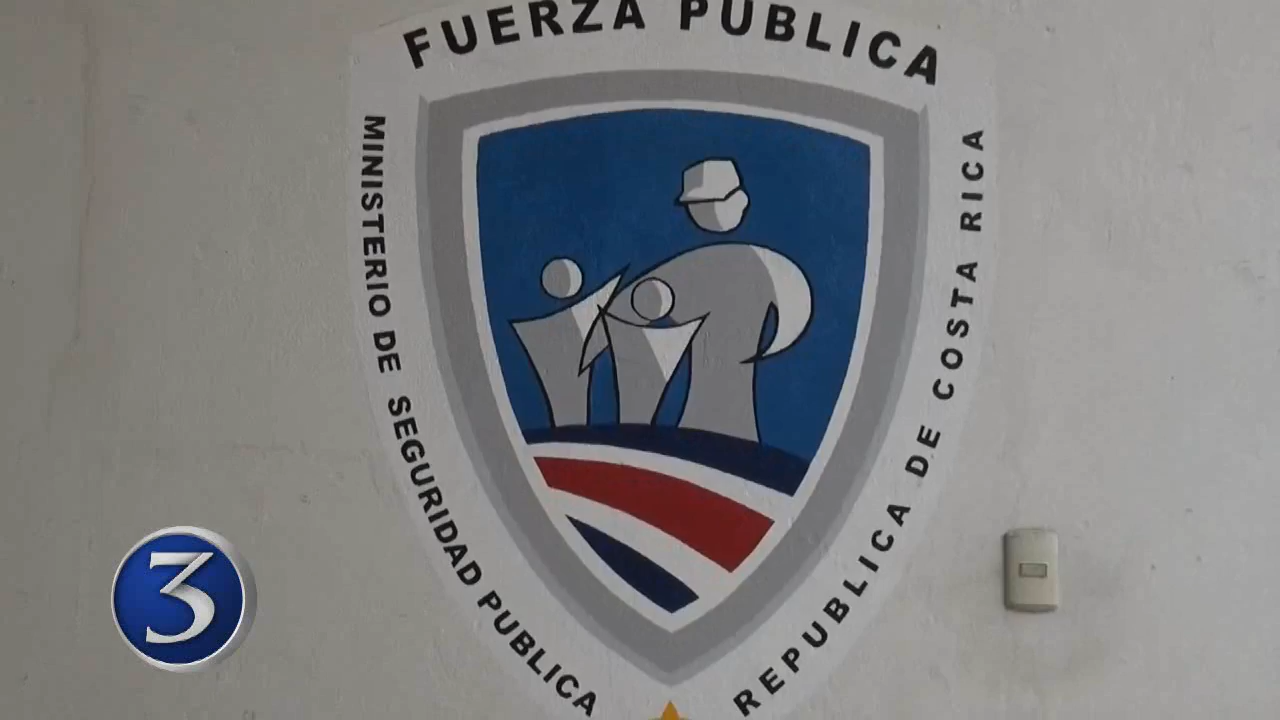 FUERZA PUBLICA
MINISTERIO DE SEGURIDAD PUBLICA
REPUBLICA DE COSTA RICA
3